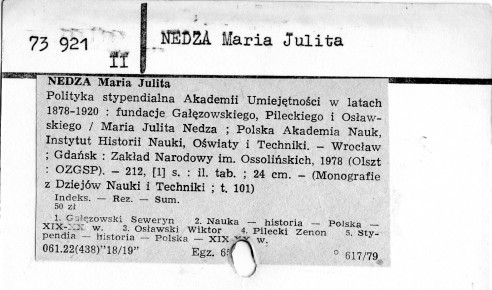 73 921
II
NEDZA Maria Julita
NEDZA Maria Julita
Polityka stypendialna Akademii Umiejętności w latach
1878-1920 : fundacje Gałęzowskiego, Pileckiego i Osław-
skiego / Maria Julita Nedza ; Polska Akademia Nauk,
Instytut Historii Nauki, Oświaty i Techniki. — Wrocław
; Gdańsk : Zakład Narodowy im. Ossolińskich, 1978 (Olszt
: OZGSP). — 212, [1] s. : il. tab. ; 24 cm. — (Monografie
z Dziejów Nauki i Techniki ; t. 101)
Indeks. — Rez. — Sum.
50 zł
1. Gałęzowski Seweryn 2. Nauka — historia — Polska —
XIX-XX w. 3. Osławski Wiktor 4. Pilecki Zenon 5. Sty-
pendia — historia — Polska — XIX XX w.
061.22(438)"18/19" Egz. ° 617/79